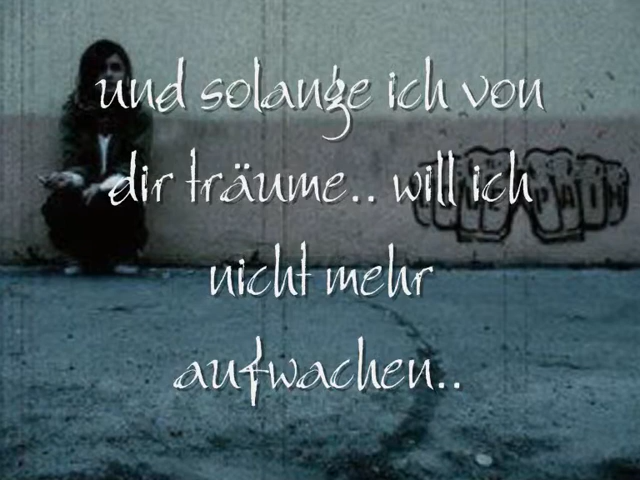 und solange ich von
dir träume.. will ich
nicht mehr
aufwachen..